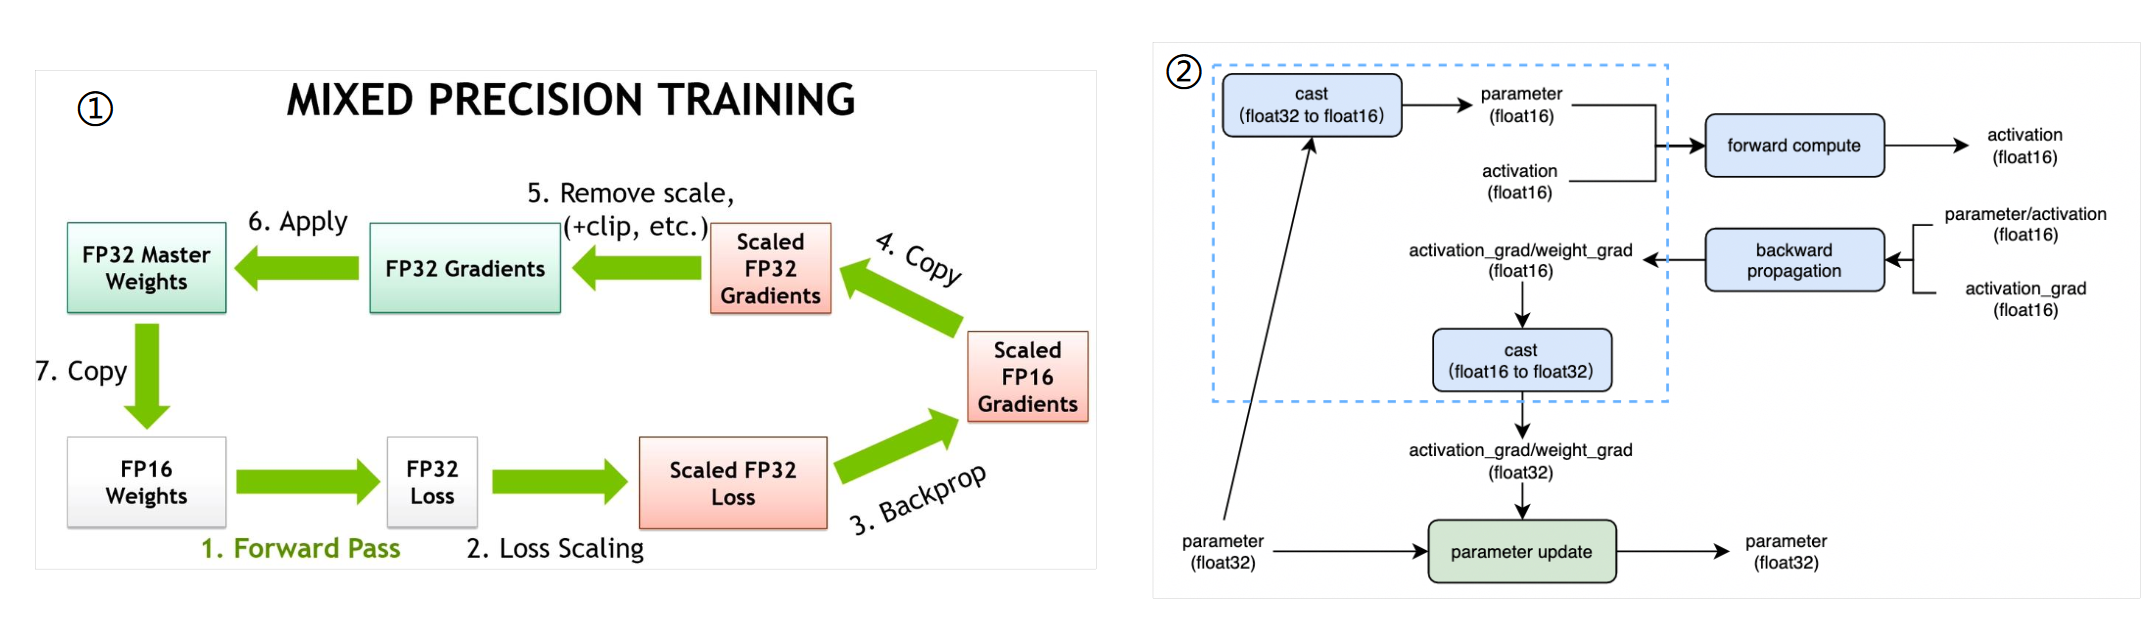 ①
MIXED PRECISION TRAINING
5. Remove scale,
(+clip, etc.)
6. Apply
4. Copy
FP32 Master
Weights
FP32 Gradients
Scaled
FP32
Gradients
Scaled
FP16
Gradients
7. Copy
FP16
Weights
FP32
Loss
Scaled FP32
Loss
3. Backprop
1. Forward Pass
2. Loss Scaling
②
cast
(float32 to float16)
parameter
(float16)
activation
(float16)
forward compute
activation
(float16)
activation_grad/weight_grad
(float16)
backward
propagation
parameter/activation
(float16)
activation_grad
(float16)
cast
(float16 to float32)
activation_grad/weight_grad
(float32)
parameter
(float32)
parameter update
parameter
(float32)